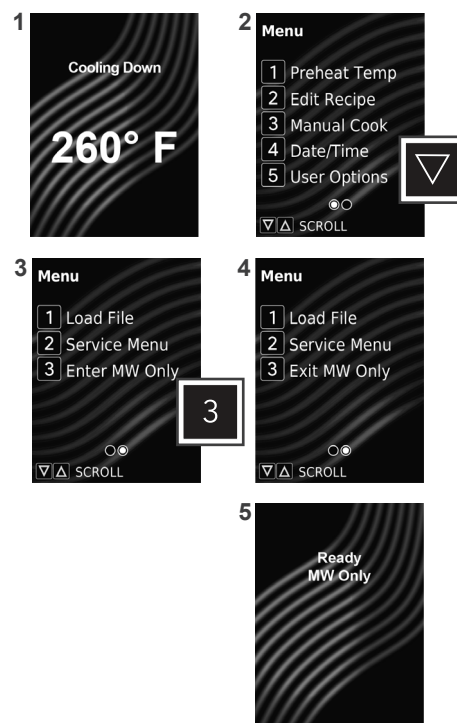 1
Cooling Down
260° F
2
Menu
1 Preheat Temp
2 Edit Recipe
3 Manual Cook
4 Date/Time
5 User Options
▽
▽ △ SCROLL
3
Menu
1 Load File
2 Service Menu
3 Enter MW Only
3
▽ △ SCROLL
4
Menu
1 Load File
2 Service Menu
3 Exit MW Only
▽ △ SCROLL
5
Ready
MW Only